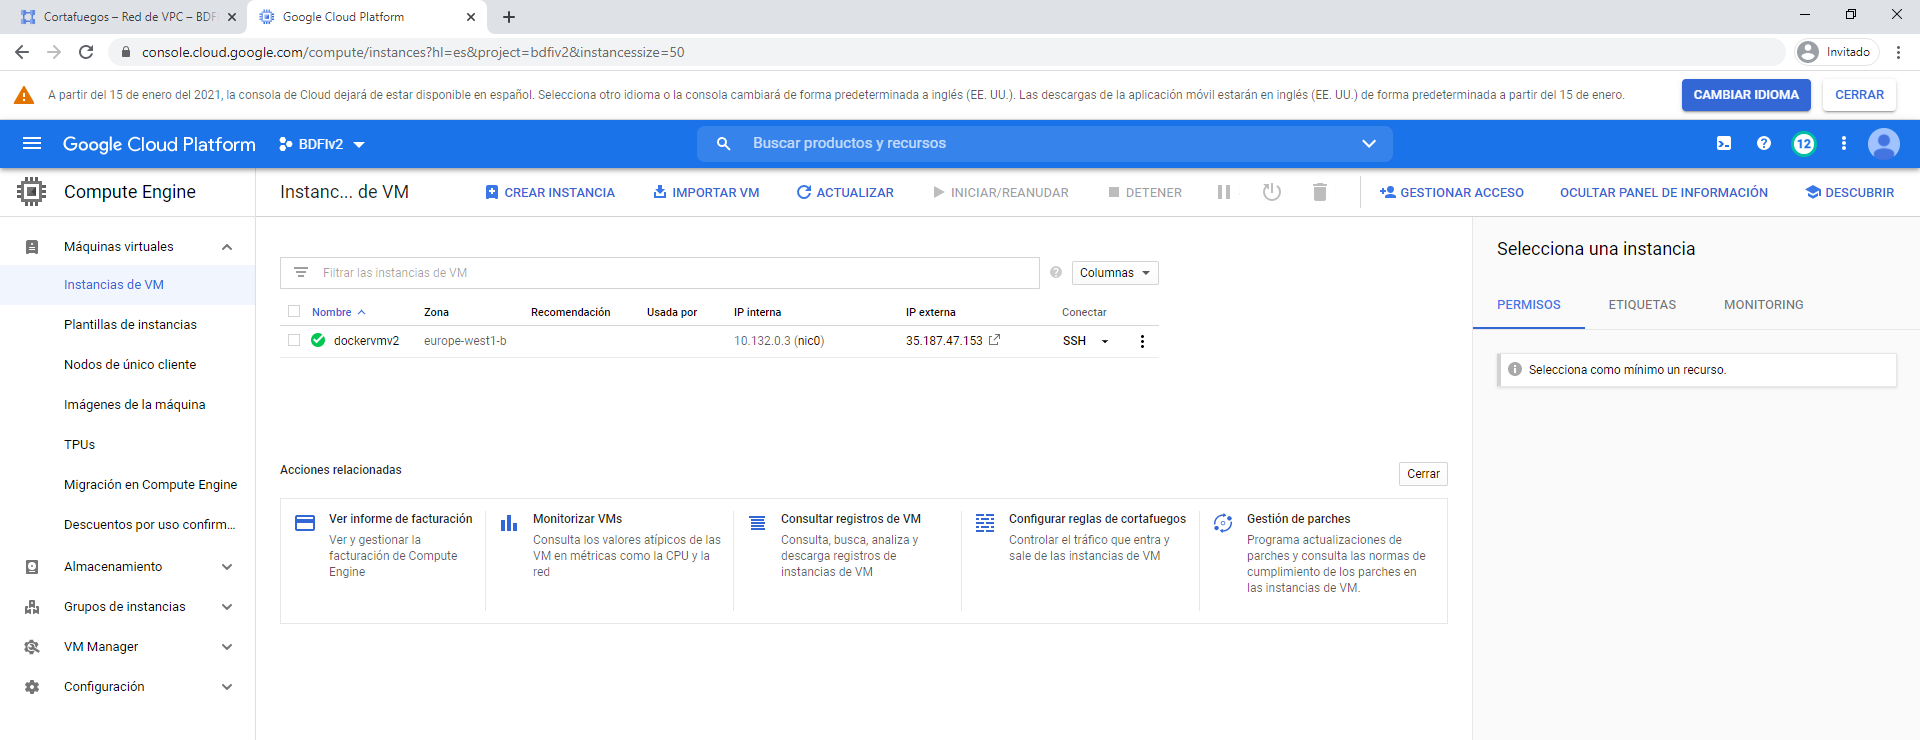 Cortafuegos – Red de VPC – BDFI
Google Cloud Platform
console.cloud.google.com/compute/instances?hl=es&project=bdfiv2&instancessize=50
Invitado
A partir del 15 de enero del 2021, la consola de Cloud dejará de estar disponible en español. Selecciona otro idioma o la consola cambiará de forma predeterminada a inglés (EE. UU.). Las descargas de la aplicación móvil estarán en inglés (EE. UU.) de forma predeterminada a partir del 15 de enero.
CAMBIAR IDIOMA
CERRAR
Google Cloud Platform
BDFIv2
Buscar productos y recursos
12
Compute Engine
Instanc... de VM
CREAR INSTANCIA
IMPORTAR VM
ACTUALIZAR
INICIAR/REANUDAR
DETENER
GESTIONAR ACCESO
OCULTAR PANEL DE INFORMACIÓN
DESCUBRIR
Máquinas virtuales
Instancias de VM
Plantillas de instancias
Nodos de único cliente
Imágenes de la máquina
TPUs
Migración en Compute Engine
Descuentos por uso confirm...
Almacenamiento
Grupos de instancias
VM Manager
Configuración
Filtrar las instancias de VM
Columnas
Nombre Zona Recomendación Usada por IP interna IP externa Conectar
dockervmv2 europe-west1-b 10.132.0.3 (nic0) 35.187.47.153 SSH
Acciones relacionadas
Cerrar
Ver informe de facturación
Ver y gestionar la
facturación de Compute
Engine
Monitorizar VMs
Consulta los valores atípicos de las
VM en métricas como la CPU y la
red
Consultar registros de VM
Consulta, busca, analiza y
descarga registros de
instancias de VM
Configurar reglas de cortafuegos
Controlar el tráfico que entra y
sale de las instancias de VM
Gestión de parches
Programa actualizaciones de
parches y consulta las normas de
cumplimiento de los parches en
las instancias de VM.
Selecciona una instancia
PERMISOS
ETIQUETAS
MONITORING
Selecciona como mínimo un recurso.